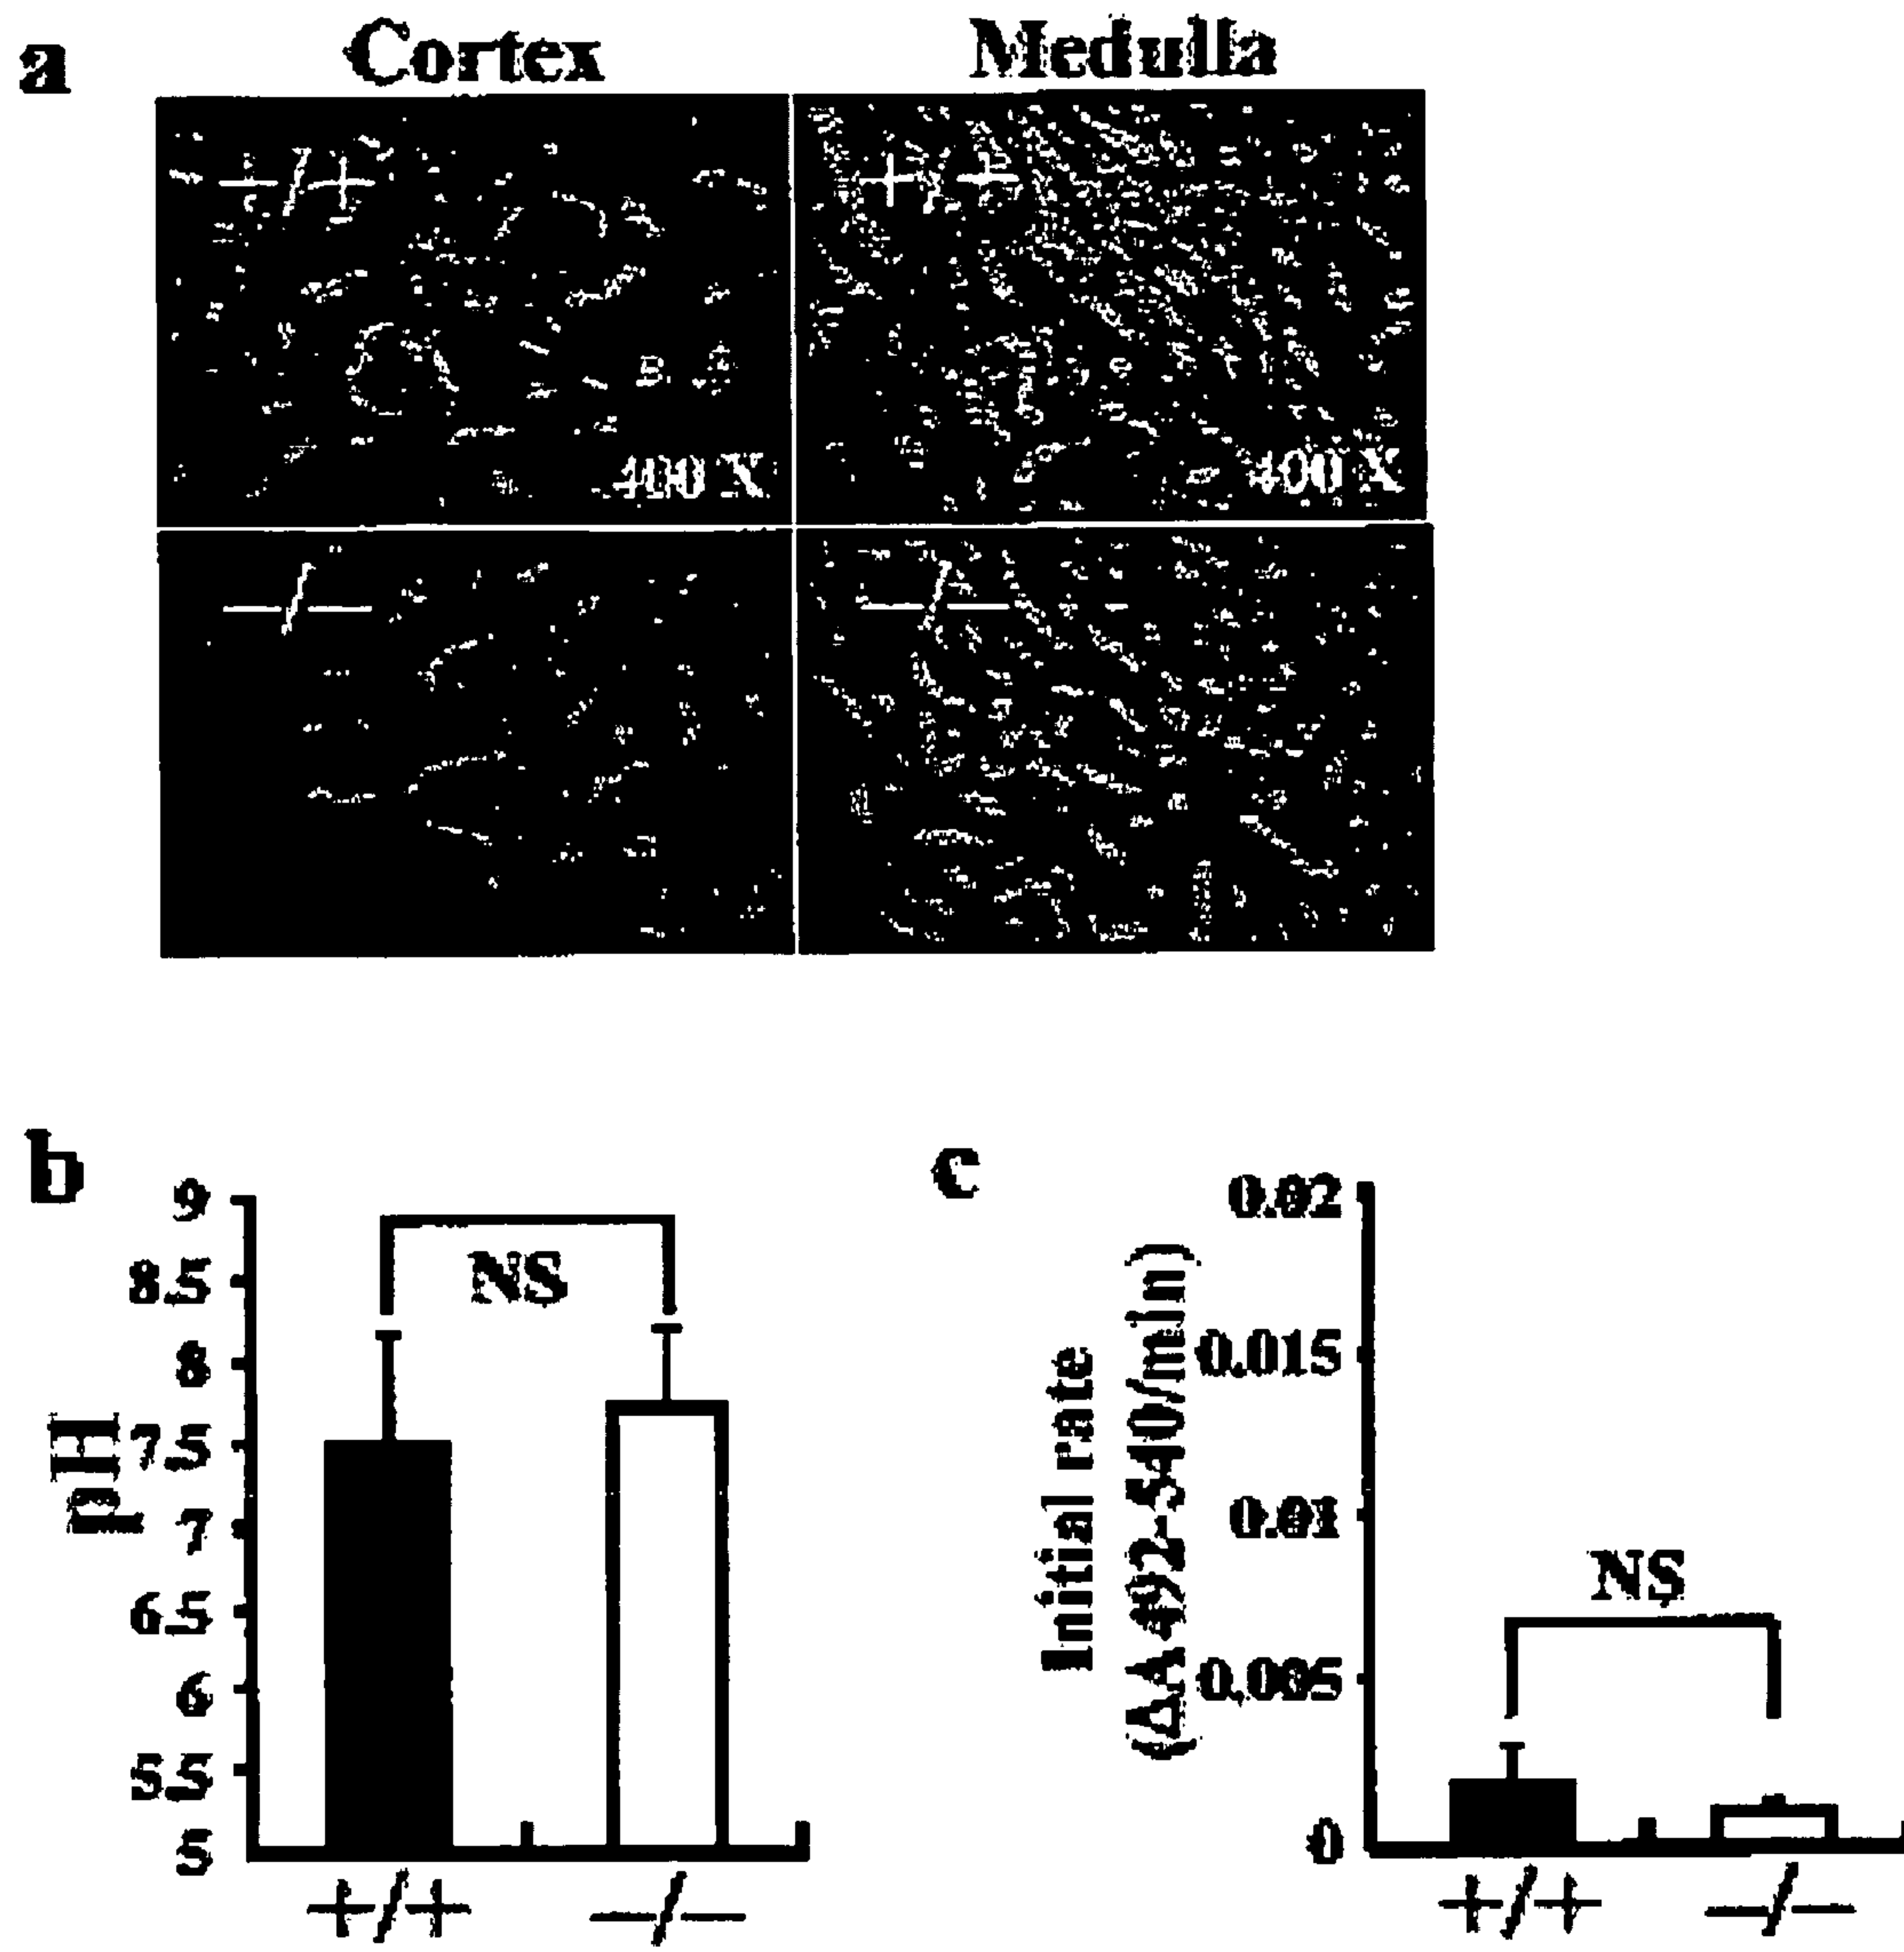 a
Cortex Medulla
+/+ +/+
400 X 400 X
–/– –/–
b
9
8.5
8
7.5
7
6.5
6
5.5
5
pH
NS
+/+ –/–
c
0.02
0.015
0.01
0.005
0
Initial rate
(ΔA 492-540/min)
NS
+/+ –/–